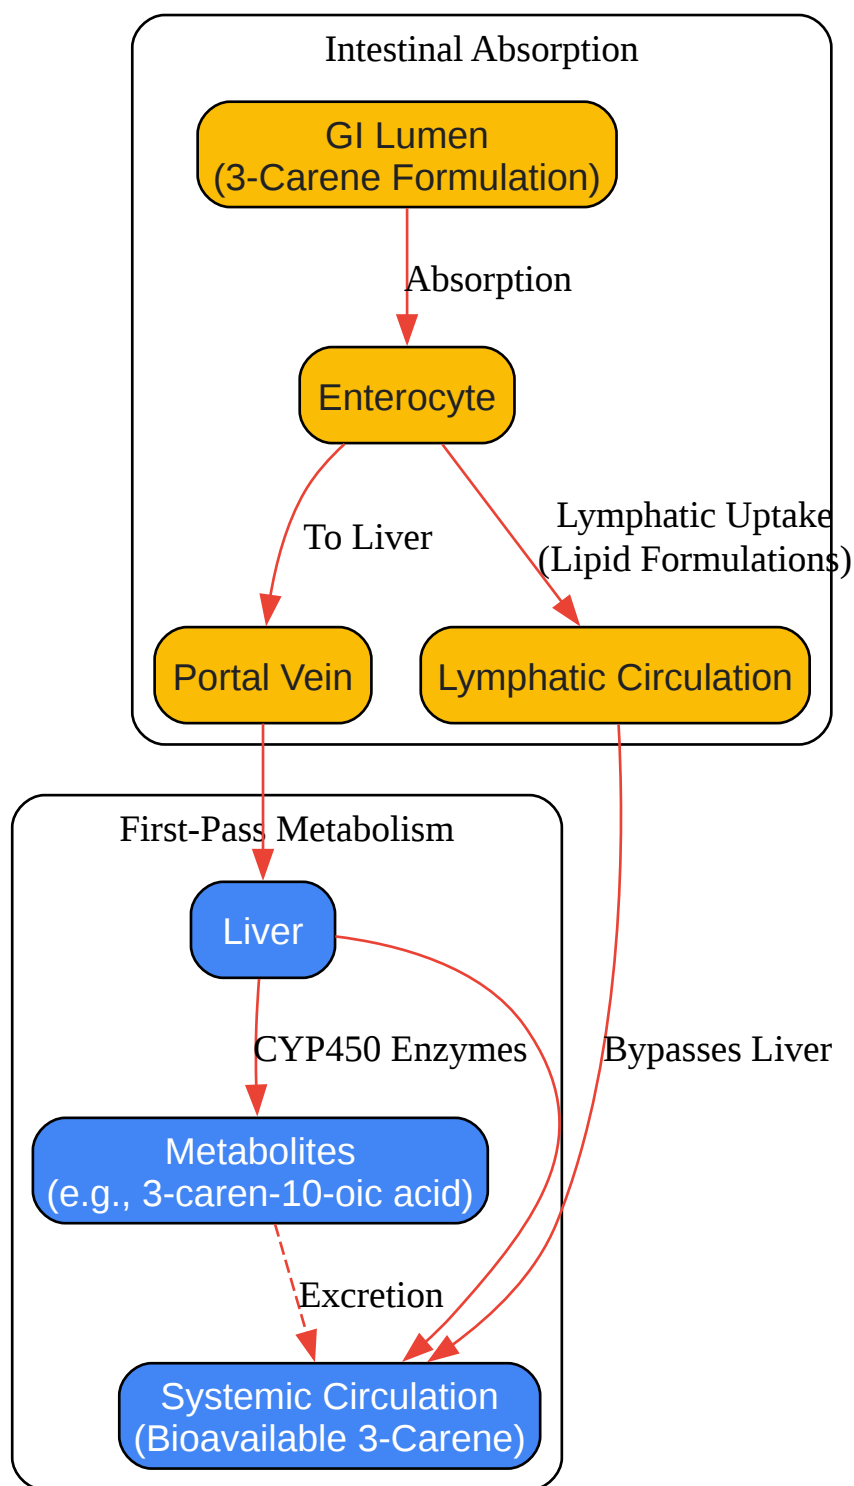 Intestinal Absorption
GI Lumen
(3-Carene Formulation)
Absorption
Enterocyte
To Liver
Lymphatic Uptake
(Lipid Formulations)
Portal Vein
Lymphatic Circulation
First-Pass Metabolism
Liver
CYP450 Enzymes
Bypasses Liver
Metabolites
(e.g., 3-caren-10-oic acid)
Excretion
Systemic Circulation
(Bioavailable 3-Carene)